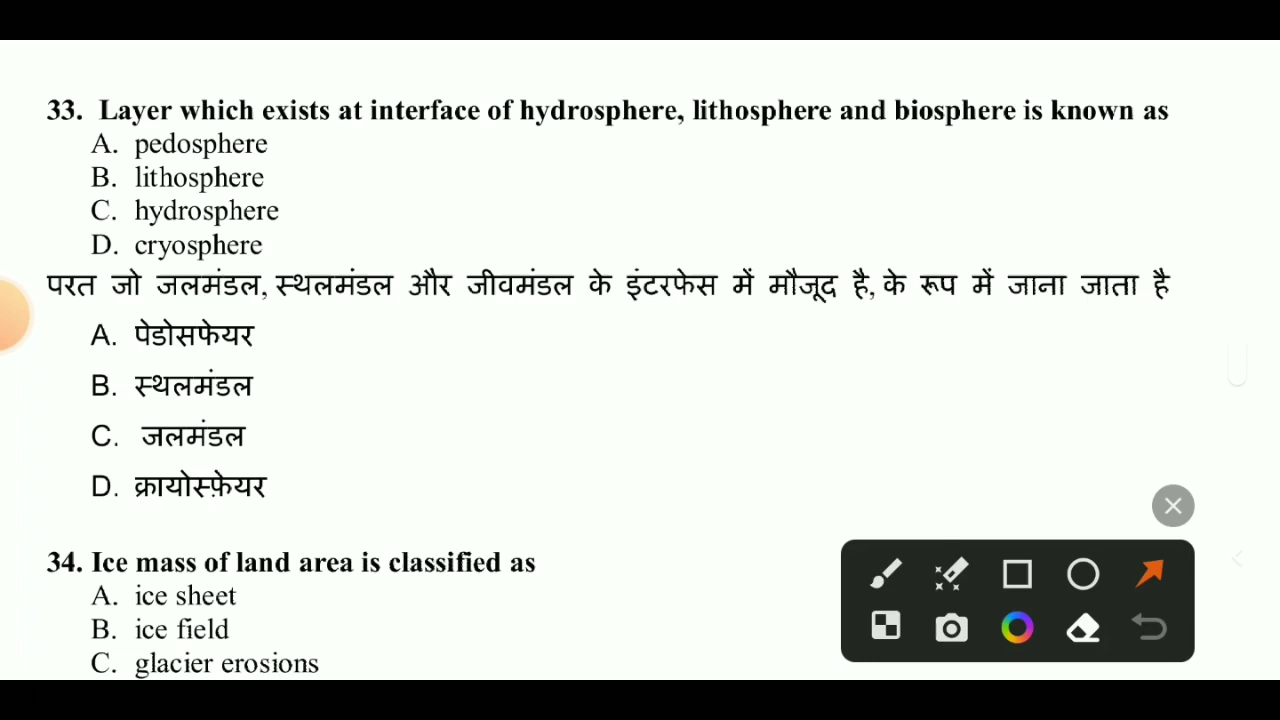 33. Layer which exists at interface of hydrosphere, lithosphere and biosphere is known as
A. pedosphere
B. lithosphere
C. hydrosphere
D. cryosphere
परत जो जलमंडल, स्थलमंडल और जीवमंडल के इंटरफेस में मौजूद है, के रूप में जाना जाता है
A. पेडोसफेयर
B. स्थलमंडल
C. जलमंडल
D. क्रायोस्फ़ेयर
34. Ice mass of land area is classified as
A. ice sheet
B. ice field
C. glacier erosions